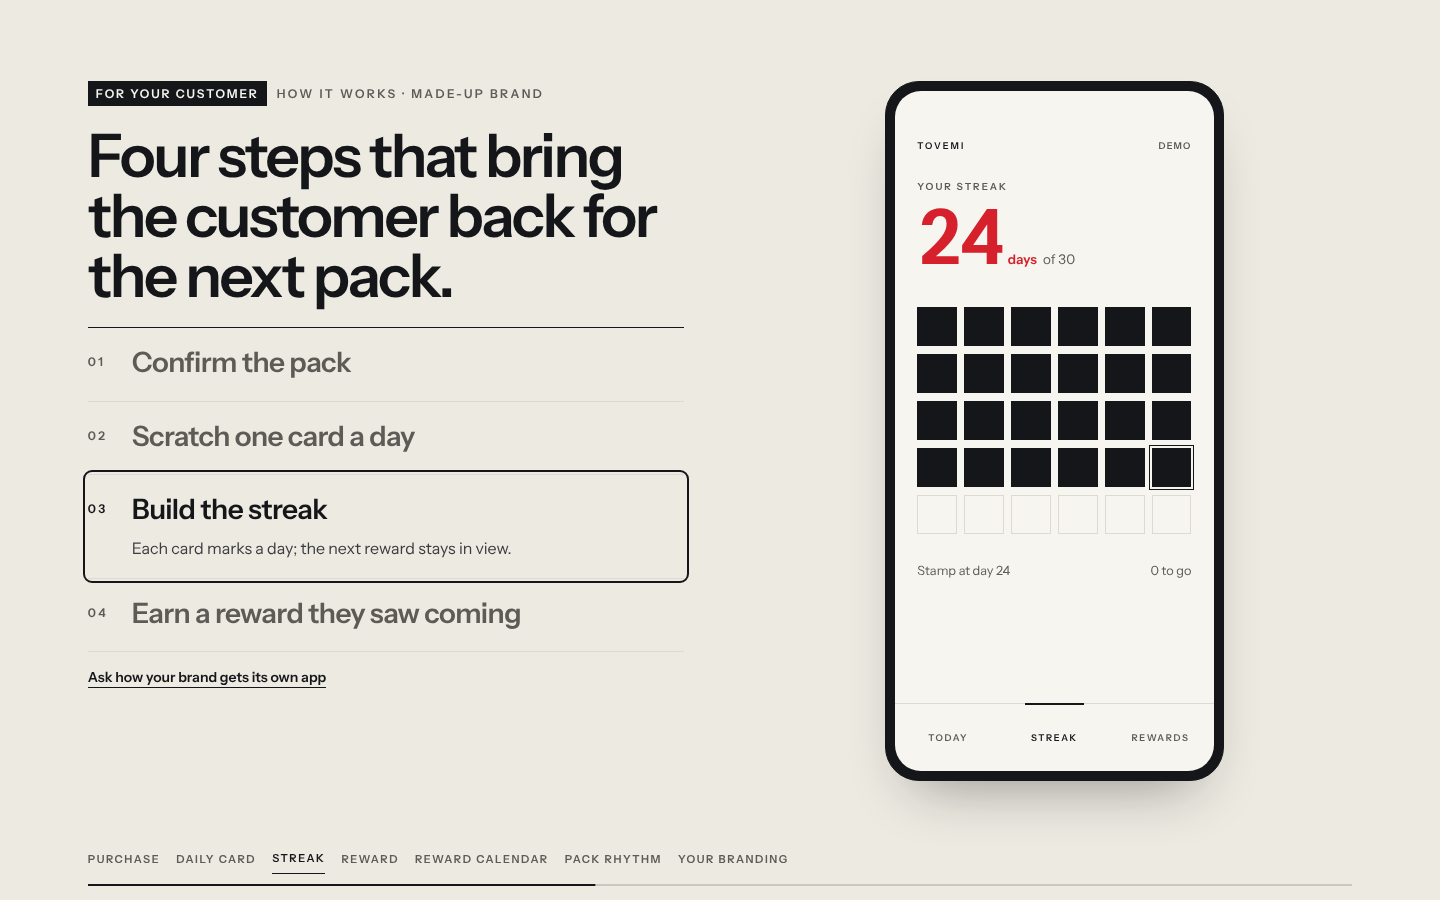 FOR YOUR CUSTOMER HOW IT WORKS · MADE-UP BRAND
Four steps that bring
the customer back for
the next pack.
01 Confirm the pack
02 Scratch one card a day
03 Build the streak
Each card marks a day; the next reward stays in view.
04 Earn a reward they saw coming
Ask how your brand gets its own app
TOVEMI DEMO
YOUR STREAK
24 days of 30
Stamp at day 24 0 to go
TODAY STREAK REWARDS
PURCHASE DAILY CARD STREAK REWARD REWARD CALENDAR PACK RHYTHM YOUR BRANDING